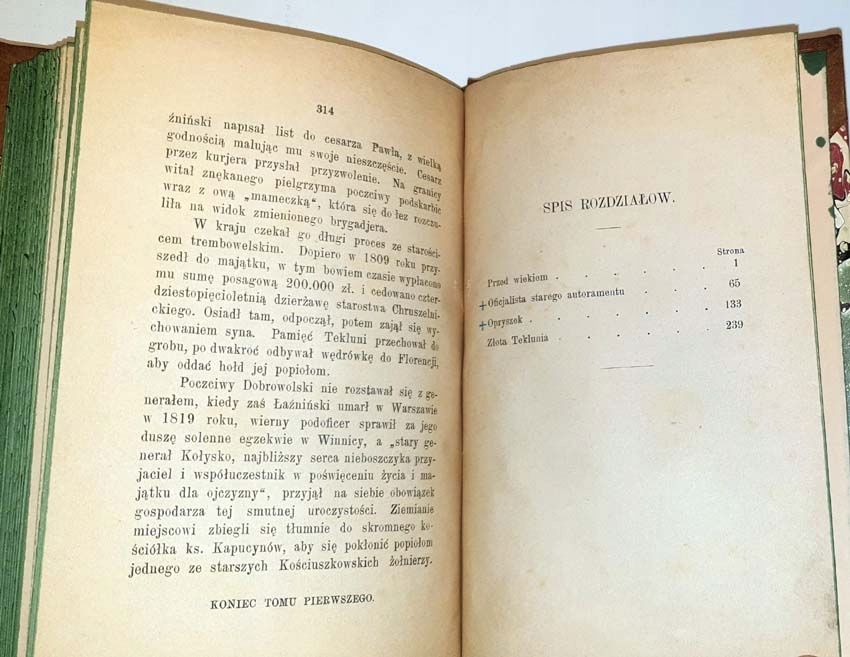 314
źniński napisał list do cesarza Pawła, z wielką
godnością malując mu swoje nieszczęście. Cesarz
przez kurjera przysłał przyzwolenie. Na granicy
witał znękanego pielgrzyma poczciwy podskarbic
wraz z ową „mameczką“, która się do łez rozczu-
liła na widok zmienionego brygadjera.
W kraju czekał go długi proces ze starości-
cem trembowelskim. Dopiero w 1809 roku przy-
szedł do majątku, w tym bowiem czasie wypłacono
mu sumę posagową 200.000 zł. i cedowano czter-
dziestopięcioletnią dzierżawę starostwa Chruszelni-
ckiego. Osiadł tam, odpoczął, potem zajął się wy-
chowaniem syna. Pamięć Tekluni przechował do
grobu, po dwakroć odbywał wędrówkę do Florencji,
aby oddać hołd jej popiołom.
Poczciwy Dobrowolski nie rozstawał się z ge-
nerałem, kiedy zaś Łaźniński umarł w Warszawie
w 1819 roku, wierny podoficer sprawił za jego
duszę solenne egzekwie w Winnicy, a „stary ge-
nerał Kołysko, najbliższy serca nieboszczyka przy-
jaciel i współuczestnik w poświęceniu życia i ma-
jątku dla ojczyzny“, przyjął na siebie obowiązek
gospodarza tej smutnej uroczystości. Ziemianie
miejscowi zbiegli się tłumnie do skromnego ko-
ściółka ks. Kapucynów, aby się pokłonić popiołom
jednego ze starszych Kościuszkowskich żołnierzy.
KONIEC TOMU PIERWSZEGO.
SPIS ROZDZIAŁOW.
Strona
Przed wiekiom . . . . . . 1
+Oficjalista starego autoramentu . . . 65
+Opryszek . . . . . . . 133
Złota Teklunia . . . . . . 239